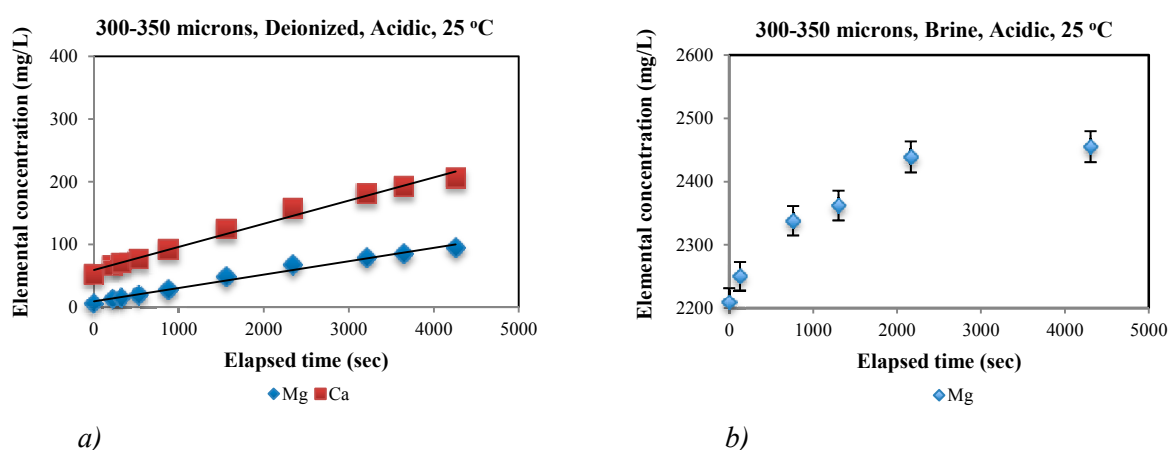 300-350 microns, Deionized, Acidic, 25 °C
Elemental concentration (mg/L)
400
300
200
100
0
0 1000 2000 3000 4000 5000
Elapsed time (sec)
Mg Ca
a)
300-350 microns, Brine, Acidic, 25 °C
Elemental concentration (mg/L)
2600
2500
2400
2300
2200
0 1000 2000 3000 4000 5000
Elapsed time (sec)
Mg
b)